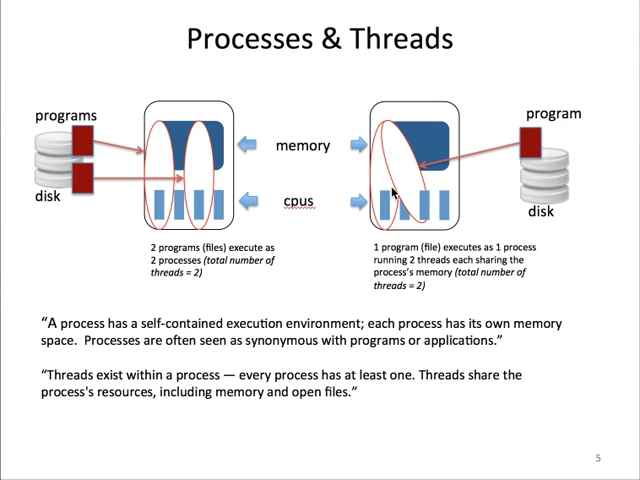 Processes & Threads
programs
disk
memory
cpus
program
disk
2 programs (files) execute as
2 processes (total number of
threads = 2)
1 program (file) executes as 1 process
running 2 threads each sharing the
process's memory (total number of
threads = 2)
“A process has a self-contained execution environment; each process has its own memory
space. Processes are often seen as synonymous with programs or applications.”
“Threads exist within a process — every process has at least one. Threads share the
process's resources, including memory and open files.”
5